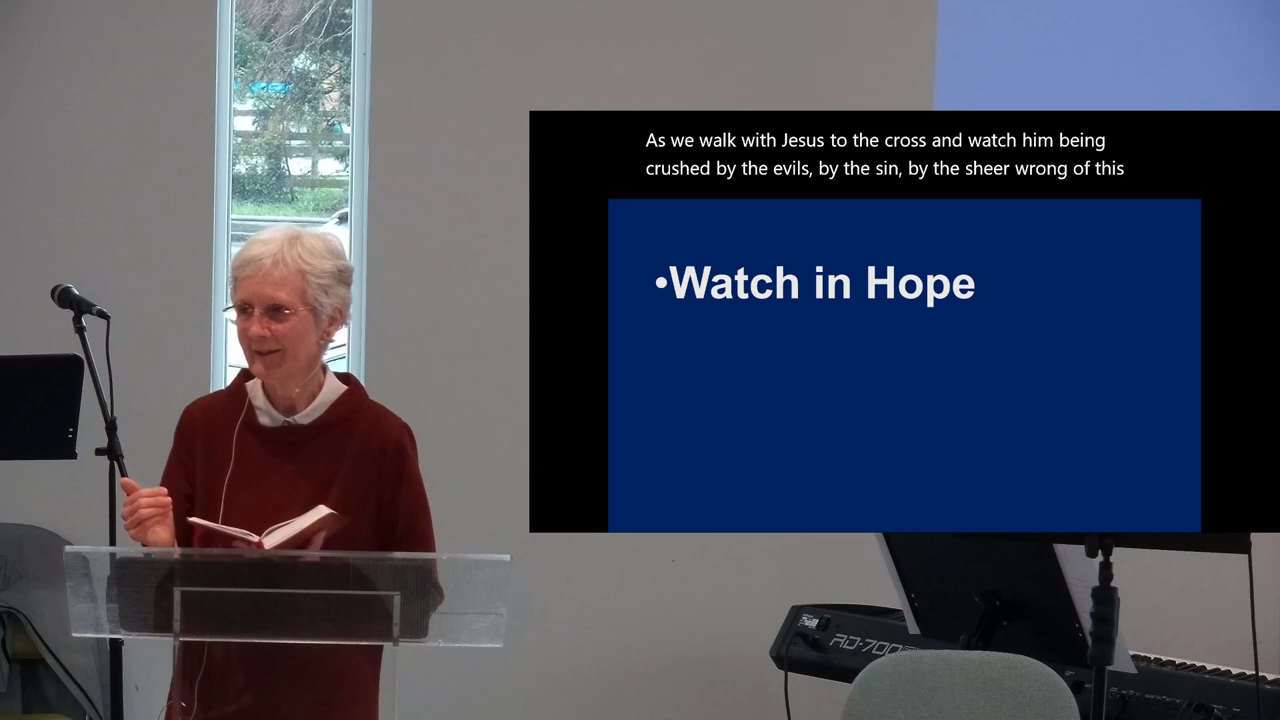 As we walk with Jesus to the cross and watch him being
crushed by the evils, by the sin, by the sheer wrong of this
•Watch in Hope
RD-700